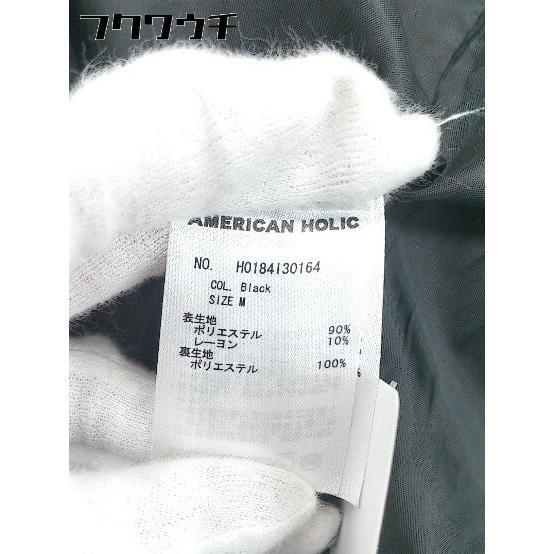 フクワウチ
AMERICAN HOLIC
NO. H0184I30164
COL. Black
SIZE M
表生地
ポリエステル 90%
レーヨン 10%
裏生地
ポリエステル 100%